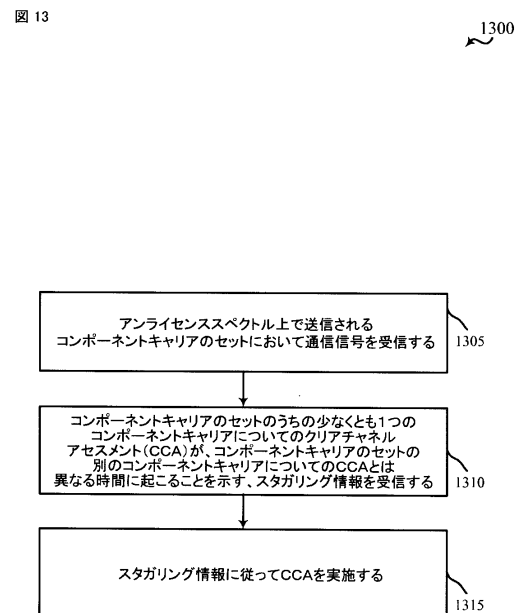 図 13
1300
アンライセンススペクトル上で送信される
コンポーネントキャリアのセットにおいて通信信号を受信する
1305
コンポーネントキャリアのセットのうちの少なくとも1つの
コンポーネントキャリアについてのクリアチャネル
アセスメント(CCA)が、コンポーネントキャリアのセットの
別のコンポーネントキャリアについてのCCAとは
異なる時間に起こることを示す、スタガリング情報を受信する
1310
スタガリング情報に従ってCCAを実施する
1315